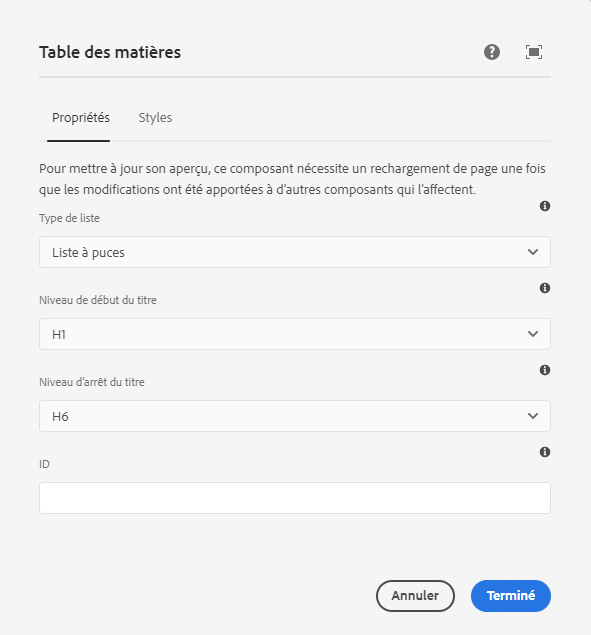 Table des matières
Propriétés Styles
Pour mettre à jour son aperçu, ce composant nécessite un rechargement de page une fois
que les modifications ont été apportées à d'autres composants qui l'affectent.
Type de liste
Liste à puces
Niveau de début du titre
H1
Niveau d'arrêt du titre
H6
ID
Annuler Terminé